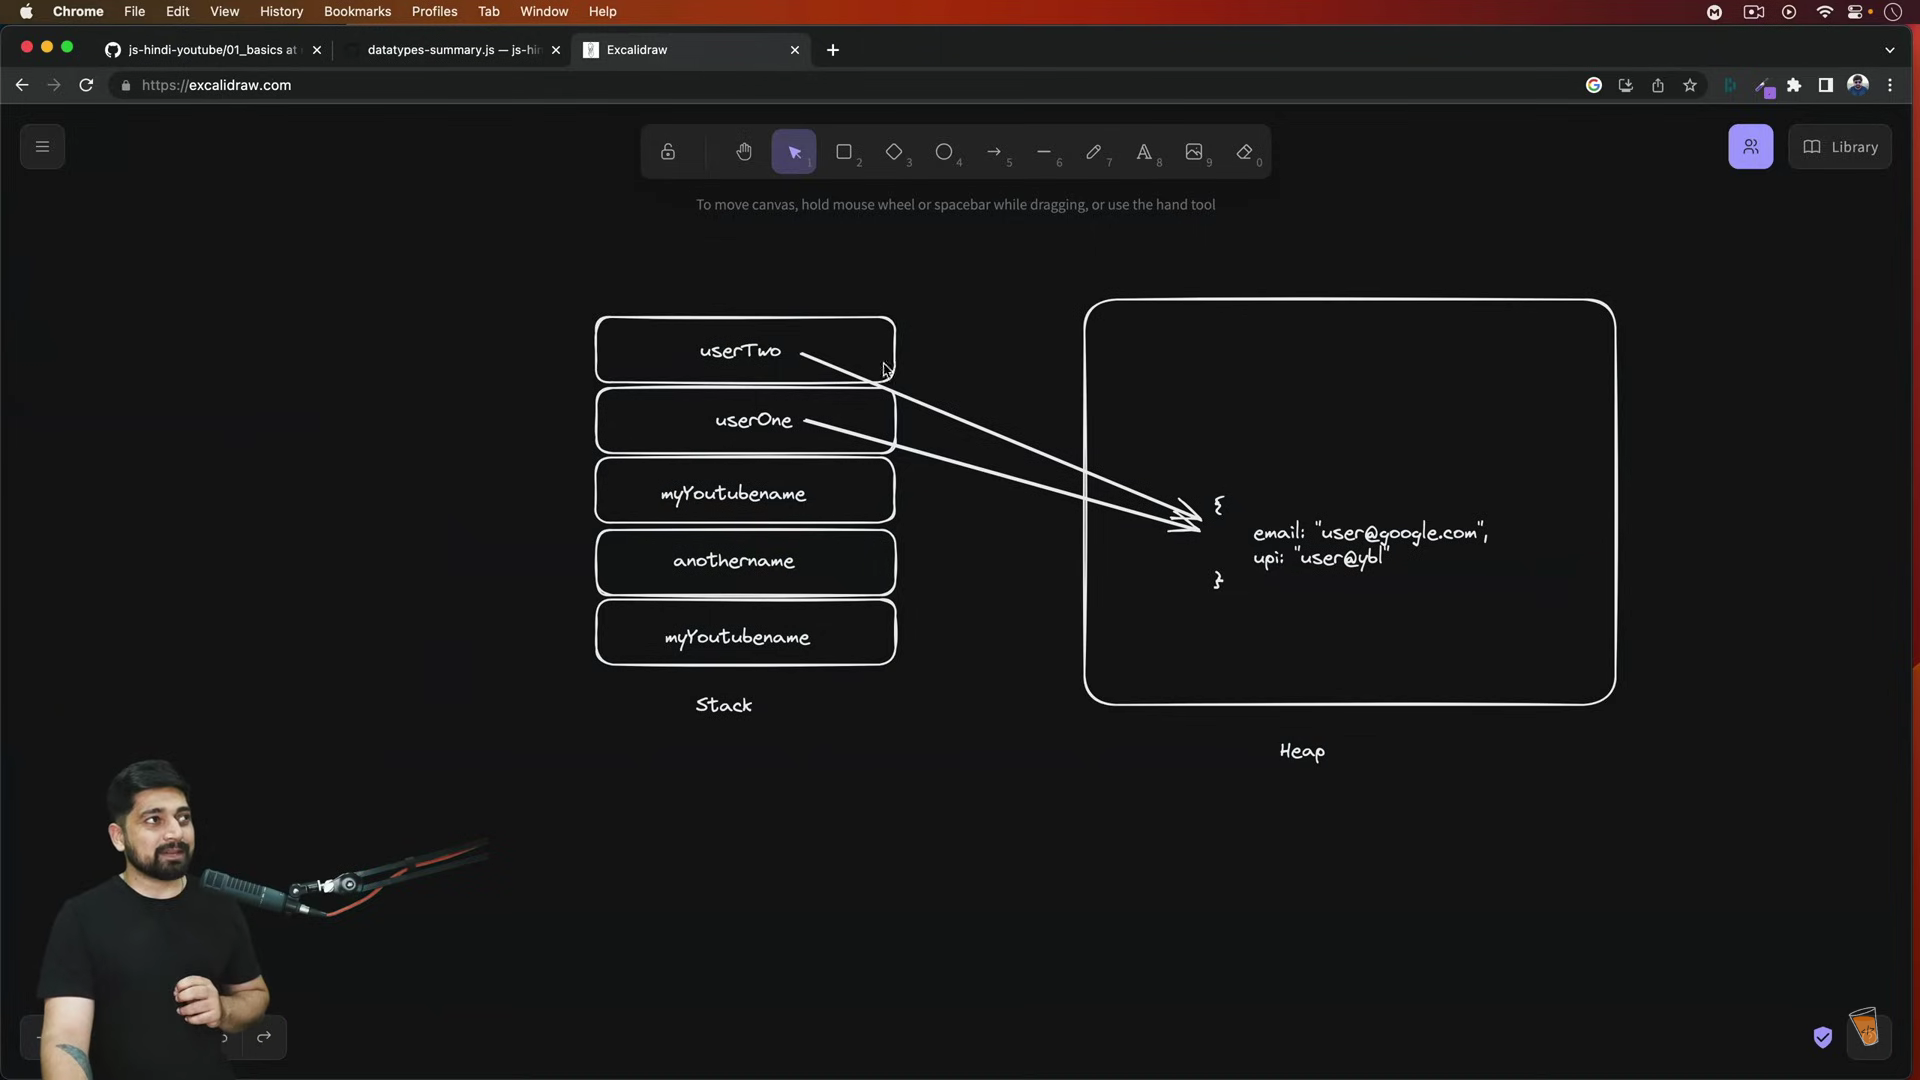 Chrome File Edit View History Bookmarks Profiles Tab Window Help
js-hindi-youtube/01_basics at
datatypes-summary.js — js-hin
Excalidraw
https://excalidraw.com
1 2 3 4 5 6 7 8 9 0
Library
To move canvas, hold mouse wheel or spacebar while dragging, or use the hand tool
userTwo
userOne
myYoutubename
anothername
myYoutubename
Stack
{
email: "user@google.com",
upi: "user@ybl"
}
Heap